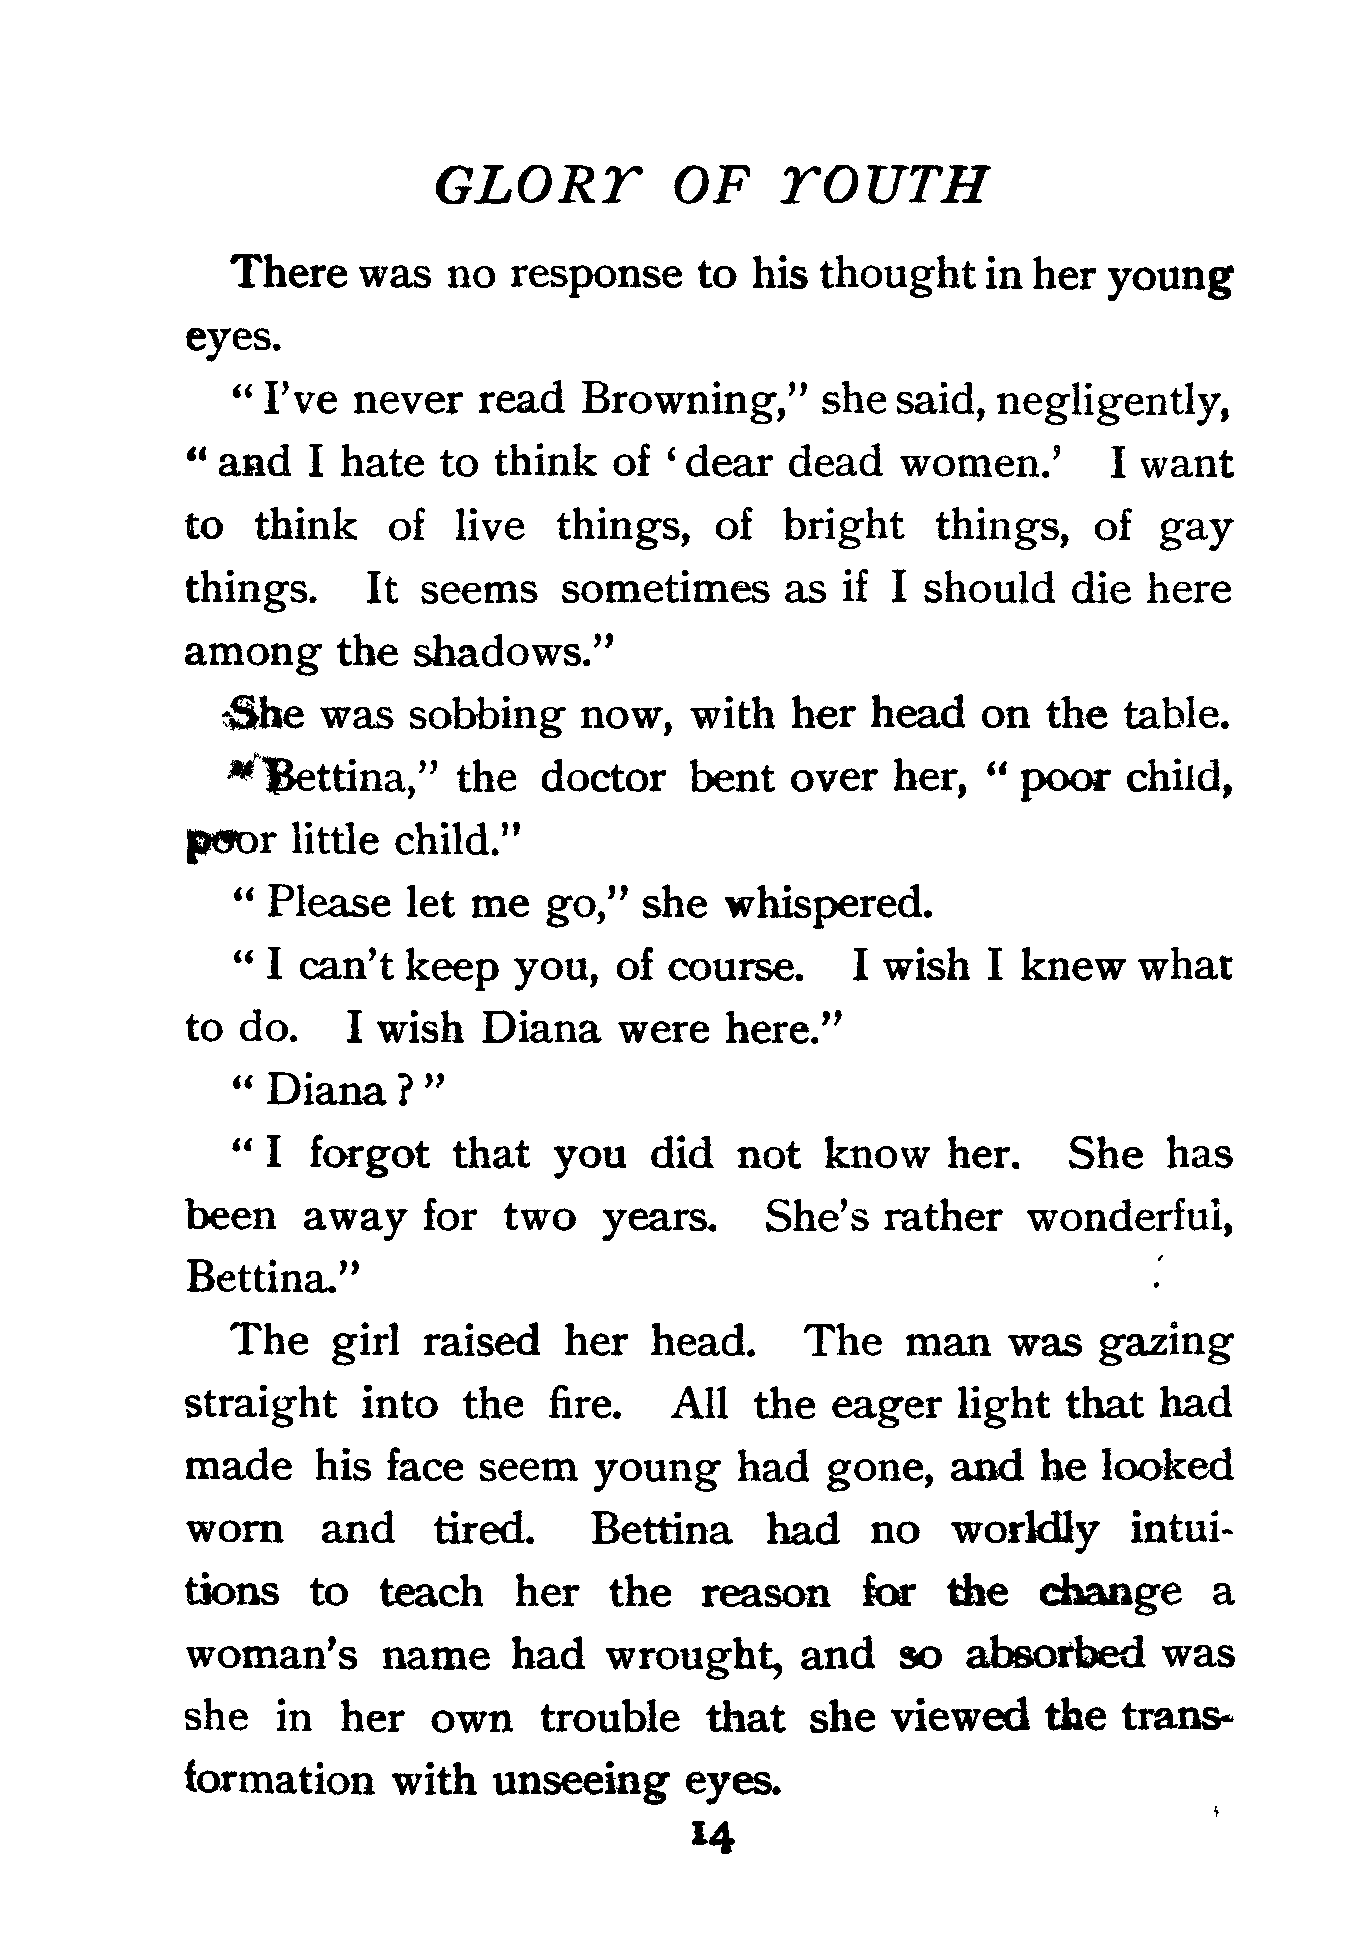 GLORY OF YOUTH
There was no response to his thought in her young
eyes.
“ I’ve never read Browning,” she said, negligently,
“ and I hate to think of ‘ dear dead women.’ I want
to think of live things, of bright things, of gay
things. It seems sometimes as if I should die here
among the shadows.”
She was sobbing now, with her head on the table.
“ Bettina,” the doctor bent over her, “ poor child,
poor little child.”
“ Please let me go,” she whispered.
“ I can’t keep you, of course. I wish I knew what
to do. I wish Diana were here.”
“ Diana ? ”
“ I forgot that you did not know her. She has
been away for two years. She’s rather wonderful,
Bettina.”
The girl raised her head. The man was gazing
straight into the fire. All the eager light that had
made his face seem young had gone, and he looked
worn and tired. Bettina had no worldly intui-
tions to teach her the reason for the change a
woman’s name had wrought, and so absorbed was
she in her own trouble that she viewed the trans-
formation with unseeing eyes.
14